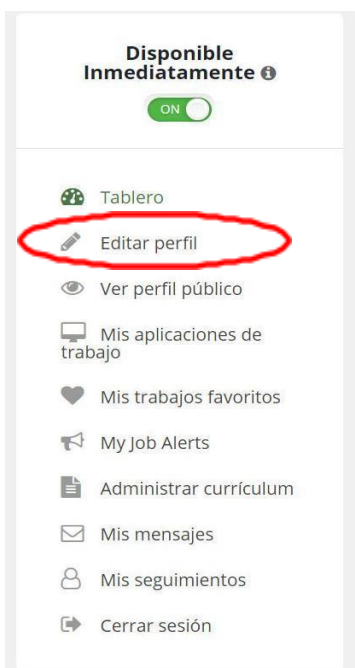 Disponible
Inmediatamente
ON
Tablero
Editar perfil
Ver perfil público
Mis aplicaciones de
trabajo
Mis trabajos favoritos
My Job Alerts
Administrar currículum
Mis mensajes
Mis seguimientos
Cerrar sesión